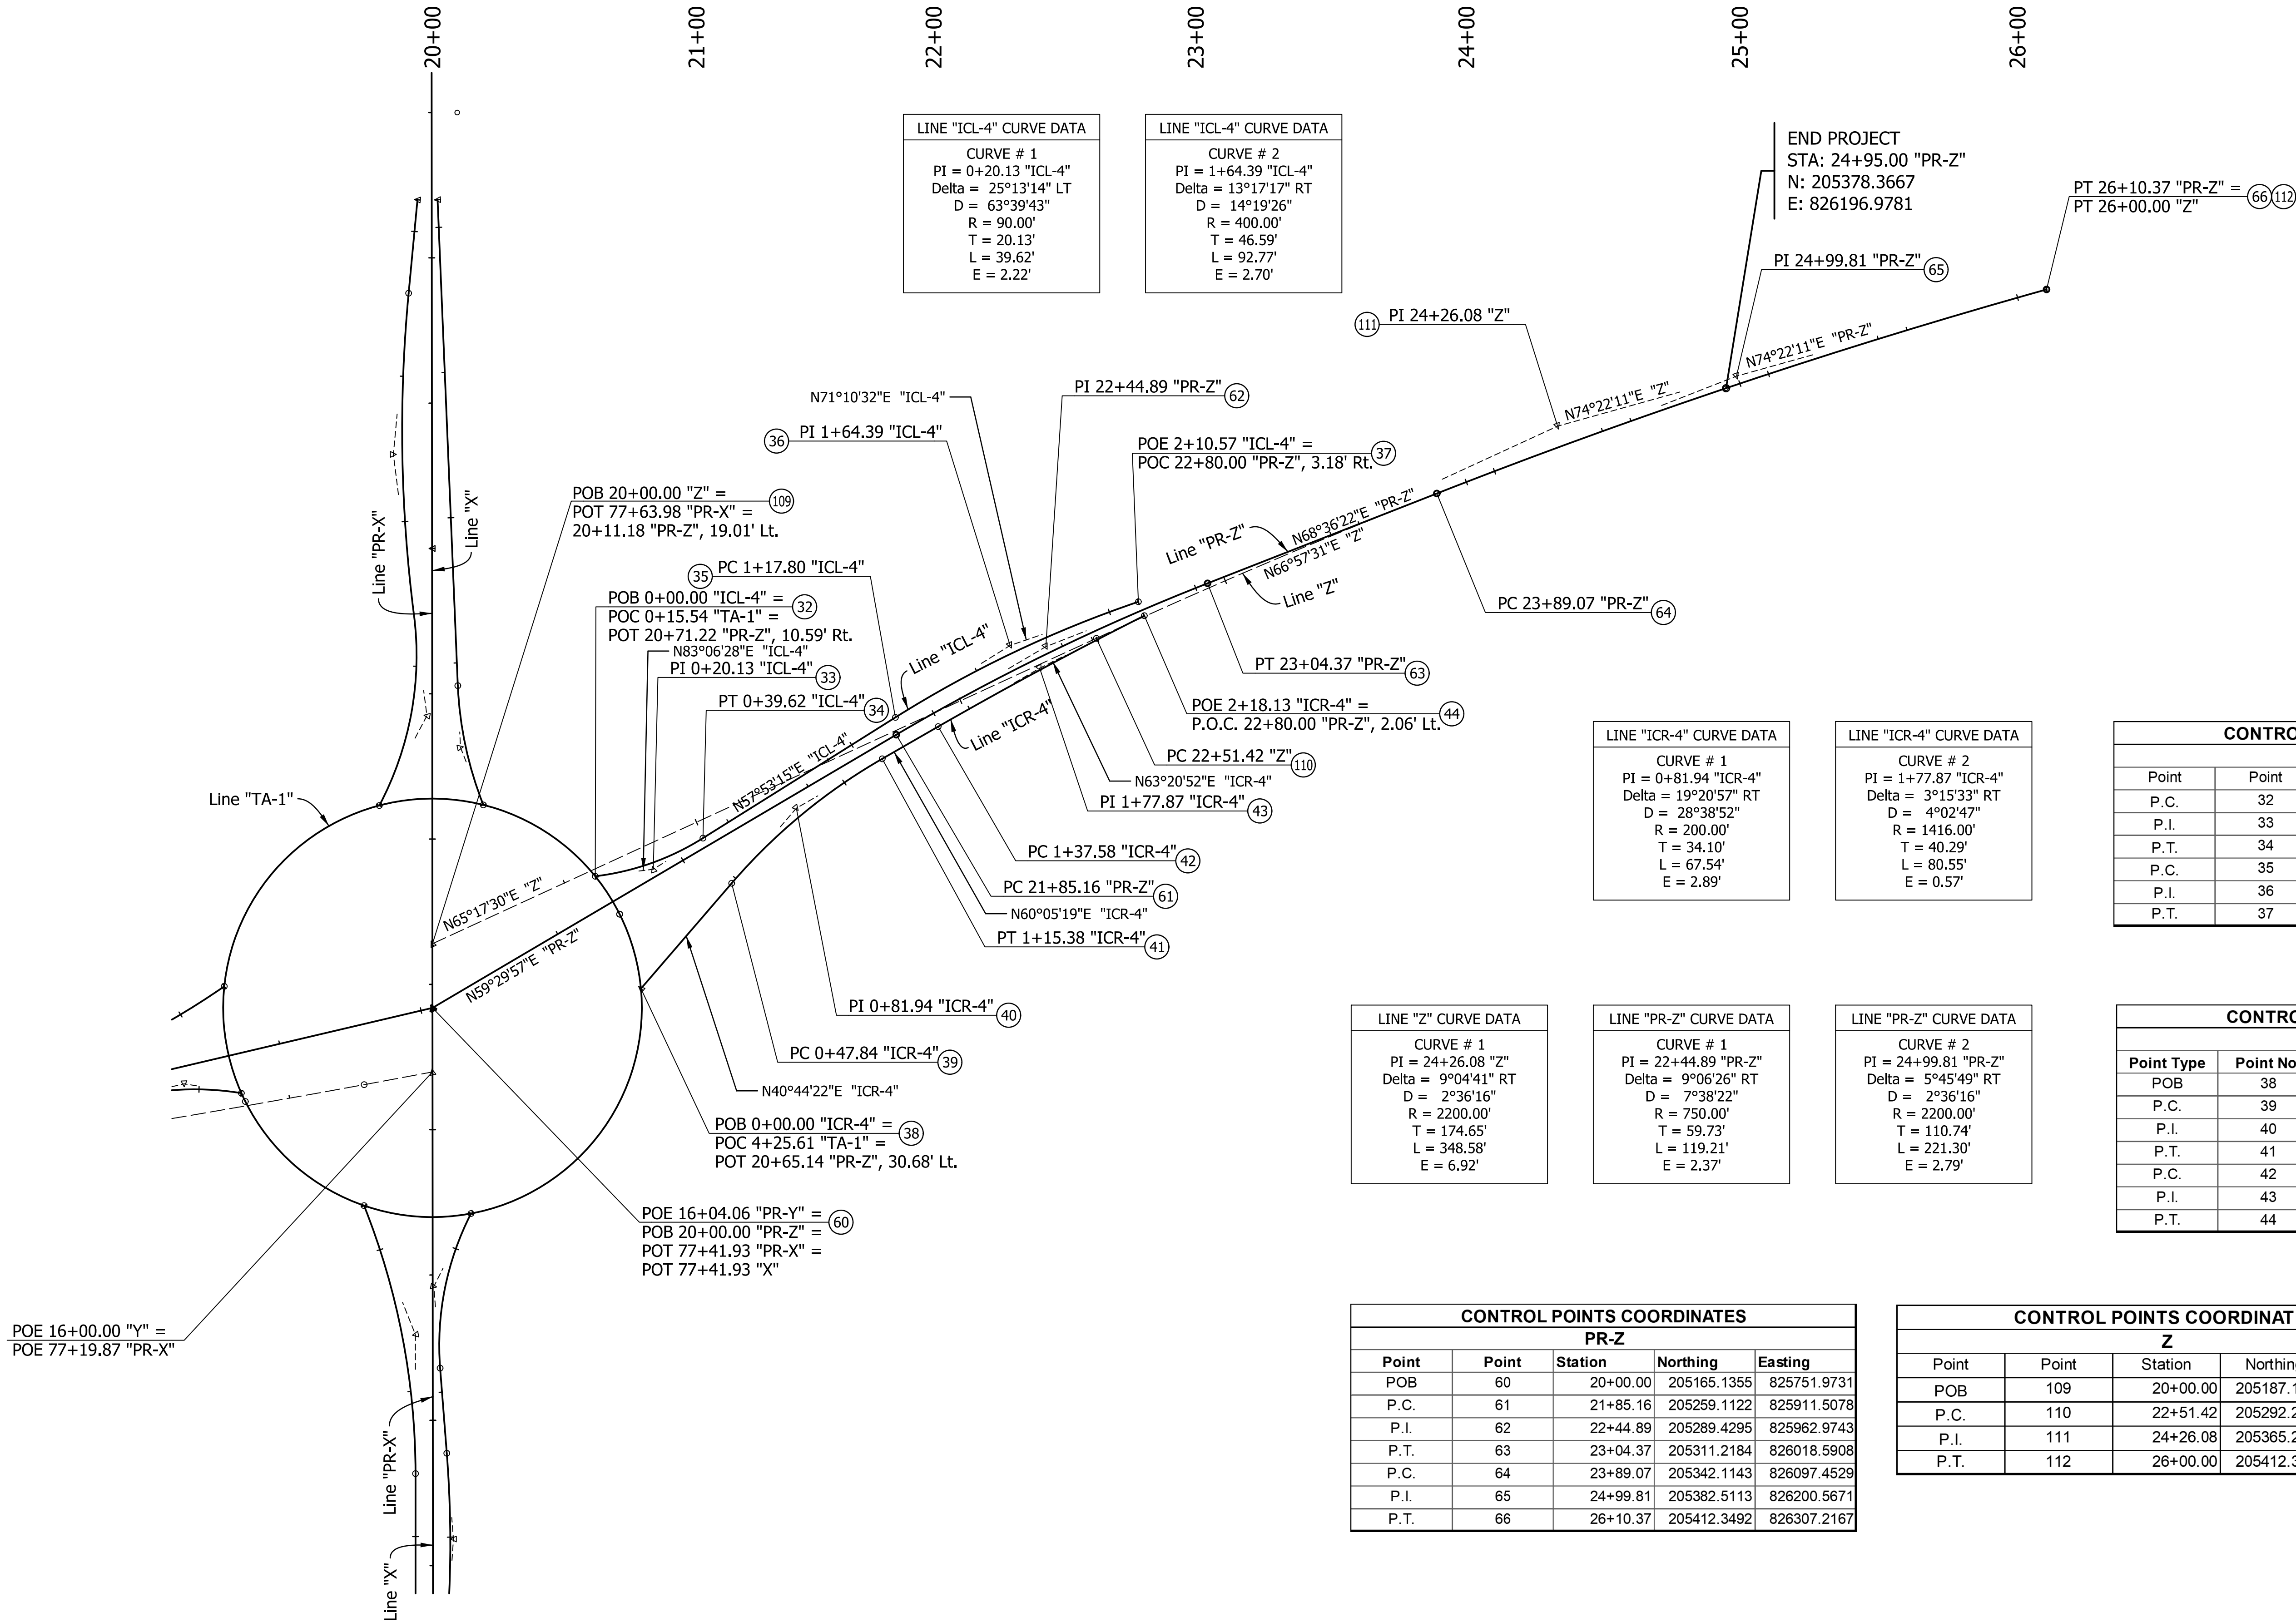 20+00
21+00
22+00
23+00
24+00
25+00
26+00
LINE "ICL-4" CURVE DATA
CURVE # 1
PI = 0+20.13 "ICL-4"
Delta = 25°13'14" LT
D = 63°39'43"
R = 90.00'
T = 20.13'
L = 39.62'
E = 2.22'
LINE "ICL-4" CURVE DATA
CURVE # 2
PI = 1+64.39 "ICL-4"
Delta = 13°17'17" RT
D = 14°19'26"
R = 400.00'
T = 46.59'
L = 92.77'
E = 2.70'
END PROJECT
STA: 24+95.00 "PR-Z"
N: 205378.3667
E: 826196.9781
PT 26+10.37 "PR-Z" =
PT 26+00.00 "Z"
66 112
PI 24+99.81 "PR-Z" 65
111 PI 24+26.08 "Z"
N74°22'11"E "PR-Z"
N74°22'11"E "Z"
PI 22+44.89 "PR-Z" 62
N71°10'32"E "ICL-4"
36 PI 1+64.39 "ICL-4"
POE 2+10.57 "ICL-4" =
POC 22+80.00 "PR-Z", 3.18' Rt.
37
POB 20+00.00 "Z" =
POT 77+63.98 "PR-X" =
20+11.18 "PR-Z", 19.01' Lt.
109
Line "PR-X"
Line "X"
N68°36'22"E "PR-Z"
N66°57'31"E "Z"
Line "PR-Z"
Line "Z"
35 PC 1+17.80 "ICL-4"
POB 0+00.00 "ICL-4" =
POC 0+15.54 "TA-1" =
POT 20+71.22 "PR-Z", 10.59' Rt.
32
N83°06'28"E "ICL-4"
PI 0+20.13 "ICL-4" 33
PT 0+39.62 "ICL-4" 34
Line "ICL-4"
PC 23+89.07 "PR-Z" 64
PT 23+04.37 "PR-Z" 63
POE 2+18.13 "ICR-4" =
P.O.C. 22+80.00 "PR-Z", 2.06' Lt.
44
Line "ICR-4"
PC 22+51.42 "Z" 110
N63°20'52"E "ICR-4"
PI 1+77.87 "ICR-4" 43
N57°53'15"E "ICL-4"
Line "TA-1"
PC 1+37.58 "ICR-4" 42
PC 21+85.16 "PR-Z" 61
N60°05'19"E "ICR-4"
PT 1+15.38 "ICR-4" 41
N65°17'30"E "Z"
N59°29'57"E "PR-Z"
PI 0+81.94 "ICR-4" 40
PC 0+47.84 "ICR-4" 39
N40°44'22"E "ICR-4"
POB 0+00.00 "ICR-4" =
POC 4+25.61 "TA-1" =
POT 20+65.14 "PR-Z", 30.68' Lt.
38
POE 16+04.06 "PR-Y" =
POB 20+00.00 "PR-Z" =
POT 77+41.93 "PR-X" =
POT 77+41.93 "X"
60
POE 16+00.00 "Y" =
POE 77+19.87 "PR-X"
Line "PR-X"
Line "X"
LINE "ICR-4" CURVE DATA
CURVE # 1
PI = 0+81.94 "ICR-4"
Delta = 19°20'57" RT
D = 28°38'52"
R = 200.00'
T = 34.10'
L = 67.54'
E = 2.89'
LINE "ICR-4" CURVE DATA
CURVE # 2
PI = 1+77.87 "ICR-4"
Delta = 3°15'33" RT
D = 4°02'47"
R = 1416.00'
T = 40.29'
L = 80.55'
E = 0.57'
CONTRO
Point Point
P.C. 32
P.I. 33
P.T. 34
P.C. 35
P.I. 36
P.T. 37
LINE "Z" CURVE DATA
CURVE # 1
PI = 24+26.08 "Z"
Delta = 9°04'41" RT
D = 2°36'16"
R = 2200.00'
T = 174.65'
L = 348.58'
E = 6.92'
LINE "PR-Z" CURVE DATA
CURVE # 1
PI = 22+44.89 "PR-Z"
Delta = 9°06'26" RT
D = 7°38'22"
R = 750.00'
T = 59.73'
L = 119.21'
E = 2.37'
LINE "PR-Z" CURVE DATA
CURVE # 2
PI = 24+99.81 "PR-Z"
Delta = 5°45'49" RT
D = 2°36'16"
R = 2200.00'
T = 110.74'
L = 221.30'
E = 2.79'
CONTRO
Point Type Point No
POB 38
P.C. 39
P.I. 40
P.T. 41
P.C. 42
P.I. 43
P.T. 44
CONTROL POINTS COORDINATES
PR-Z
Point Point Station Northing Easting
POB 60 20+00.00 205165.1355 825751.9731
P.C. 61 21+85.16 205259.1122 825911.5078
P.I. 62 22+44.89 205289.4295 825962.9743
P.T. 63 23+04.37 205311.2184 826018.5908
P.C. 64 23+89.07 205342.1143 826097.4529
P.I. 65 24+99.81 205382.5113 826200.5671
P.T. 66 26+10.37 205412.3492 826307.2167
CONTROL POINTS COORDINAT
Z
Point Point Station Northin
POB 109 20+00.00 205187.1
P.C. 110 22+51.42 205292.2
P.I. 111 24+26.08 205365.2
P.T. 112 26+00.00 205412.3